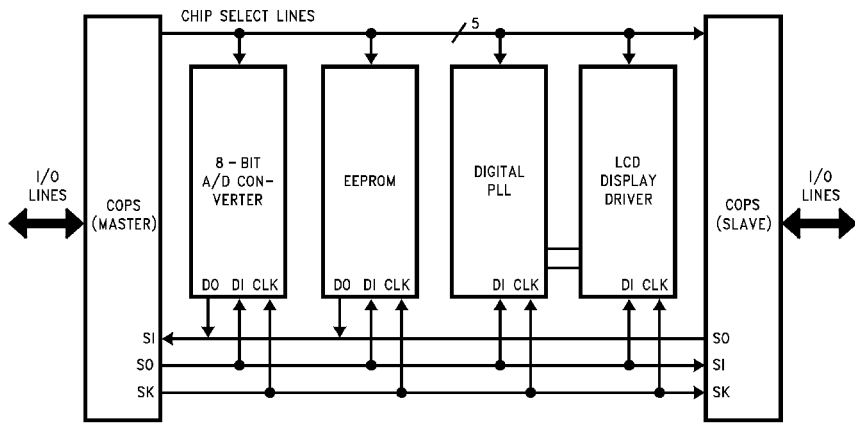 CHIP SELECT LINES
5
8 - BIT
A/D CON-
VERTER
EEPROM
DIGITAL
PLL
LCD
DISPLAY
DRIVER
I/O
LINES
COPS
(MASTER)
COPS
(SLAVE)
I/O
LINES
DO DI CLK
DO DI CLK
DI CLK
DI CLK
SI
SO
SO
SI
SK
SK